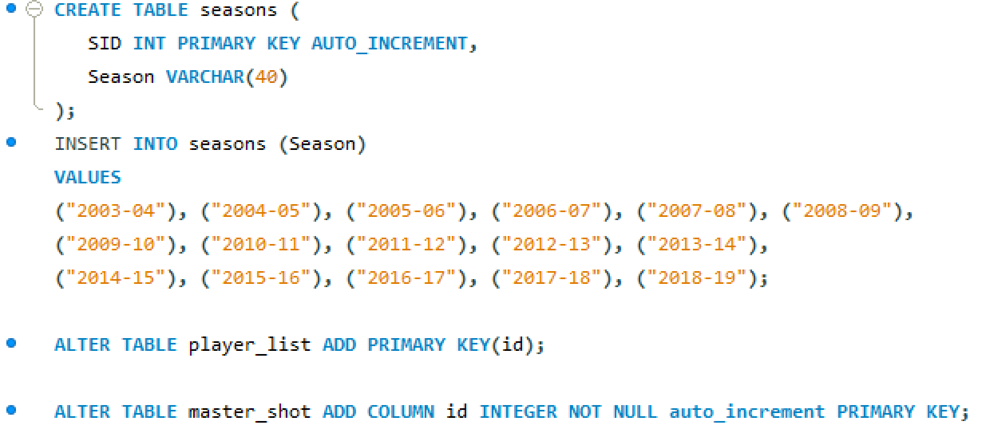 CREATE TABLE seasons (
SID INT PRIMARY KEY AUTO_INCREMENT,
Season VARCHAR(40)
);
INSERT INTO seasons (Season)
VALUES
("2003-04"), ("2004-05"), ("2005-06"), ("2006-07"), ("2007-08"), ("2008-09"),
("2009-10"), ("2010-11"), ("2011-12"), ("2012-13"), ("2013-14"),
("2014-15"), ("2015-16"), ("2016-17"), ("2017-18"), ("2018-19");
ALTER TABLE player_list ADD PRIMARY KEY(id);
ALTER TABLE master_shot ADD COLUMN id INTEGER NOT NULL auto_increment PRIMARY KEY;